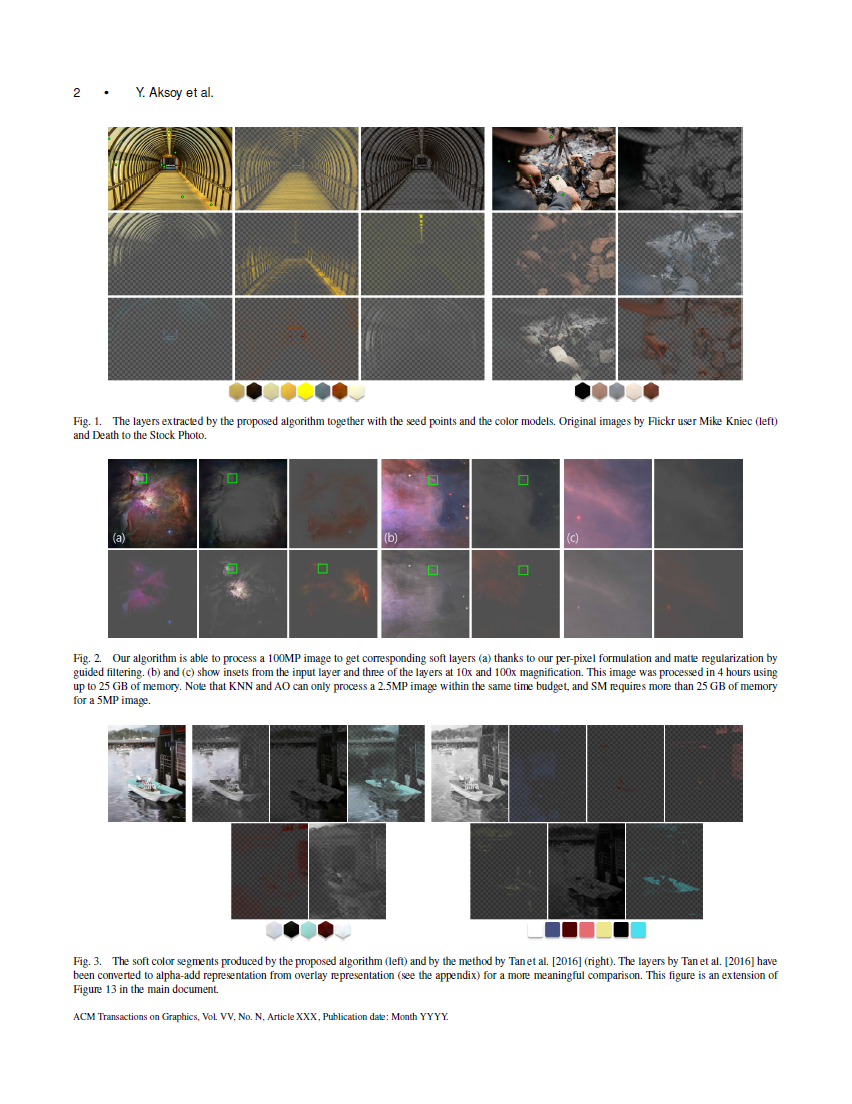 2 • Y. Aksoy et al.
Fig. 1. The layers extracted by the proposed algorithm together with the seed points and the color models. Original images by Flickr user Mike Kniec (left)
and Death to the Stock Photo.
(a)
(b)
(c)
Fig. 2. Our algorithm is able to process a 100MP image to get corresponding soft layers (a) thanks to our per-pixel formulation and matte regularization by
guided filtering. (b) and (c) show insets from the input layer and three of the layers at 10x and 100x magnification. This image was processed in 4 hours using
up to 25 GB of memory. Note that KNN and AO can only process a 2.5MP image within the same time budget, and SM requires more than 25 GB of memory
for a 5MP image.
Fig. 3. The soft color segments produced by the proposed algorithm (left) and by the method by Tan et al. [2016] (right). The layers by Tan et al. [2016] have
been converted to alpha-add representation from overlay representation (see the appendix) for a more meaningful comparison. This figure is an extension of
Figure 13 in the main document.
ACM Transactions on Graphics, Vol. VV, No. N, Article XXX, Publication date: Month YYYY.